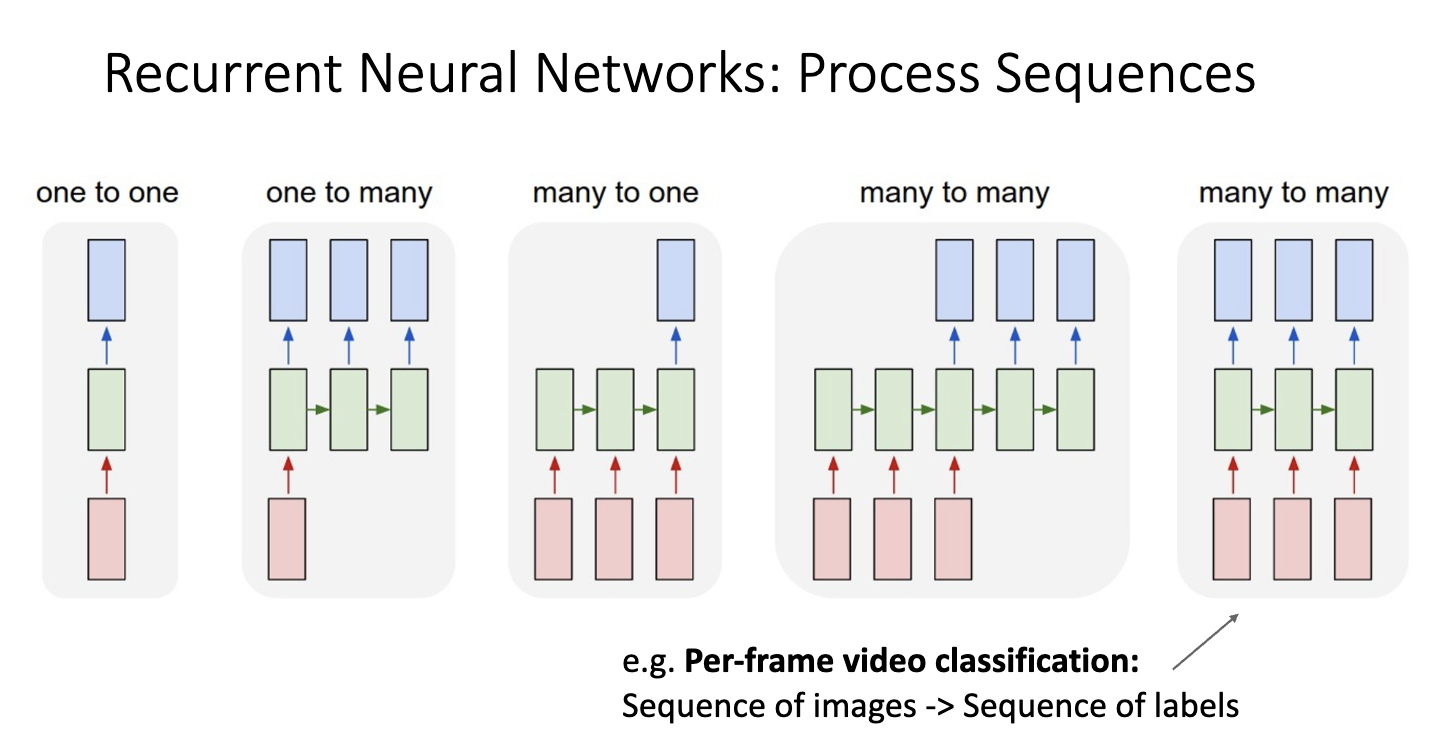 Recurrent Neural Networks: Process Sequences
one to one
one to many
many to one
many to many
many to many
e.g. Per-frame video classification:
Sequence of images -> Sequence of labels